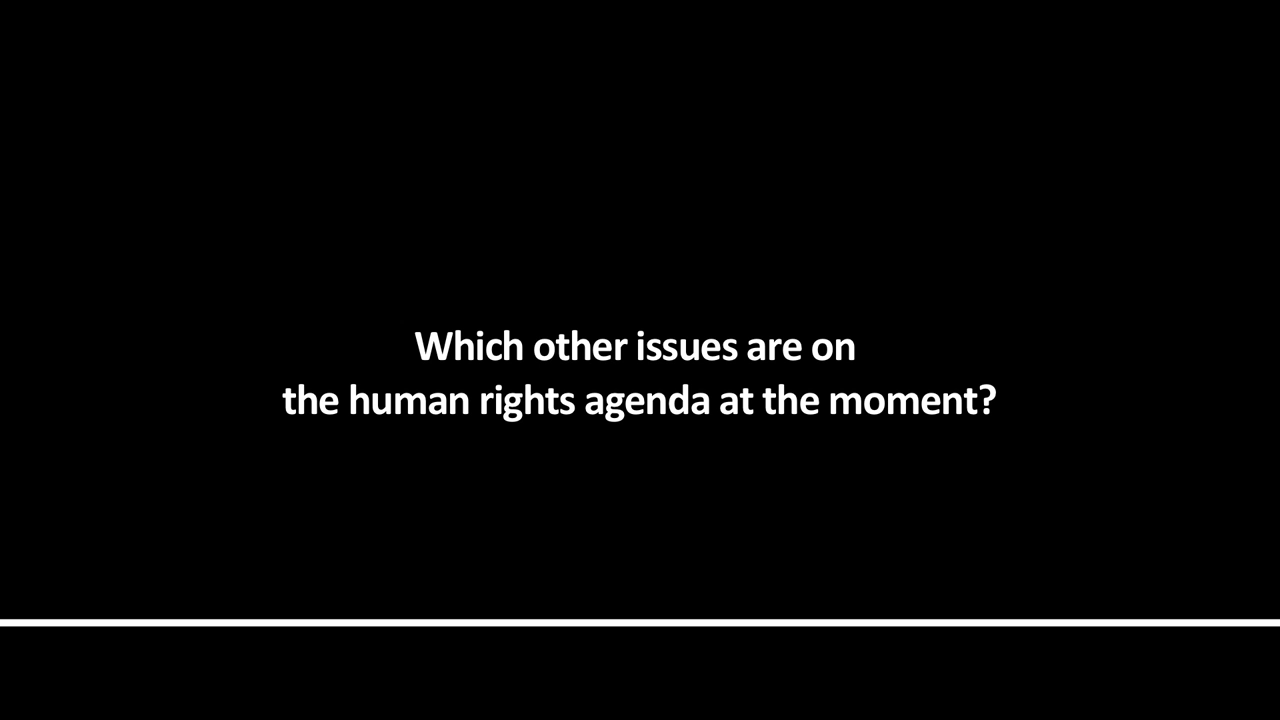 Which other issues are on
the human rights agenda at the moment?